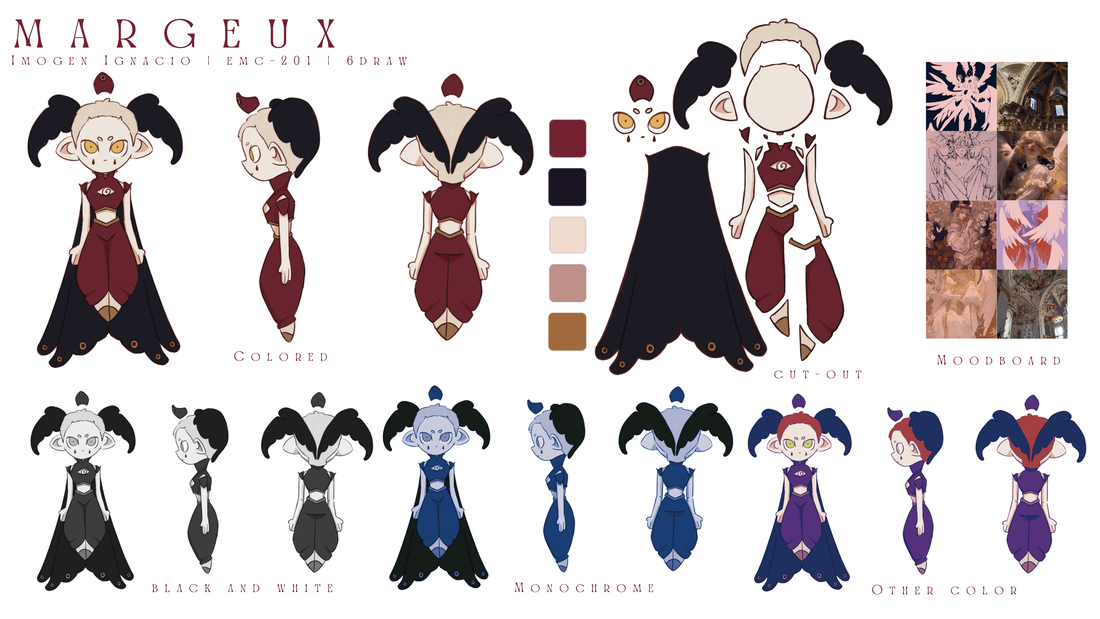 MARGEUX
Imogen Ignacio | EMC-201 | 6DRAW
Colored
CUT-OUT
Moodboard
BLACK AND WHITE
Monochrome
Other color